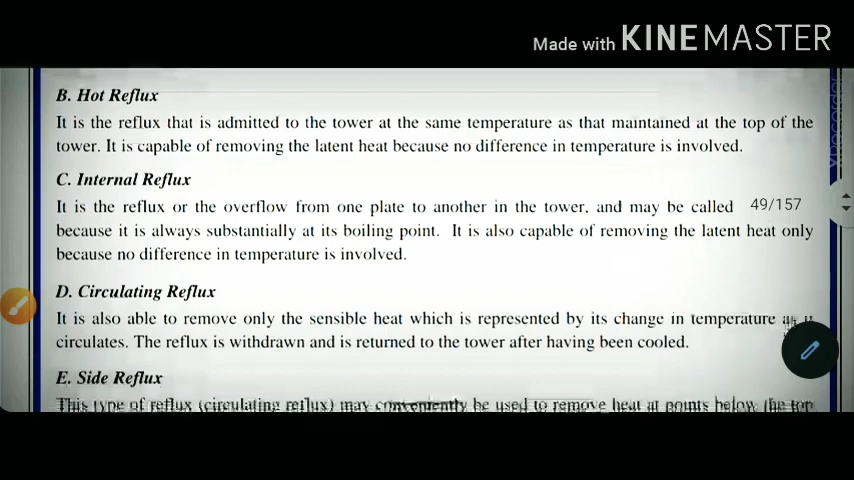 Made with KINEMASTER
B. Hot Reflux
It is the reflux that is admitted to the tower at the same temperature as that maintained at the top of the
tower. It is capable of removing the latent heat because no difference in temperature is involved.
C. Internal Reflux
It is the reflux or the overflow from one plate to another in the tower, and may be called
49/157
because it is always substantially at its boiling point. It is also capable of removing the latent heat only
because no difference in temperature is involved.
D. Circulating Reflux
It is also able to remove only the sensible heat which is represented by its change in temperature as it
circulates. The reflux is withdrawn and is returned to the tower after having been cooled.
E. Side Reflux
This type of reflux (circulating reflux) may conveniently be used to remove heat at points below the top
XRecorder